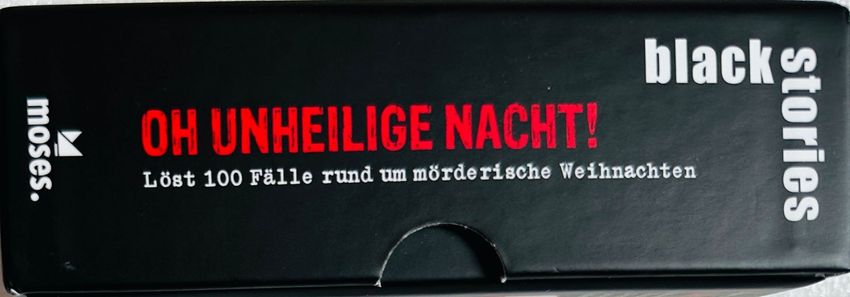 black
stories
OH UNHEILIGE NACHT!
Löst 100 Fälle rund um mörderische Weihnachten
moses.